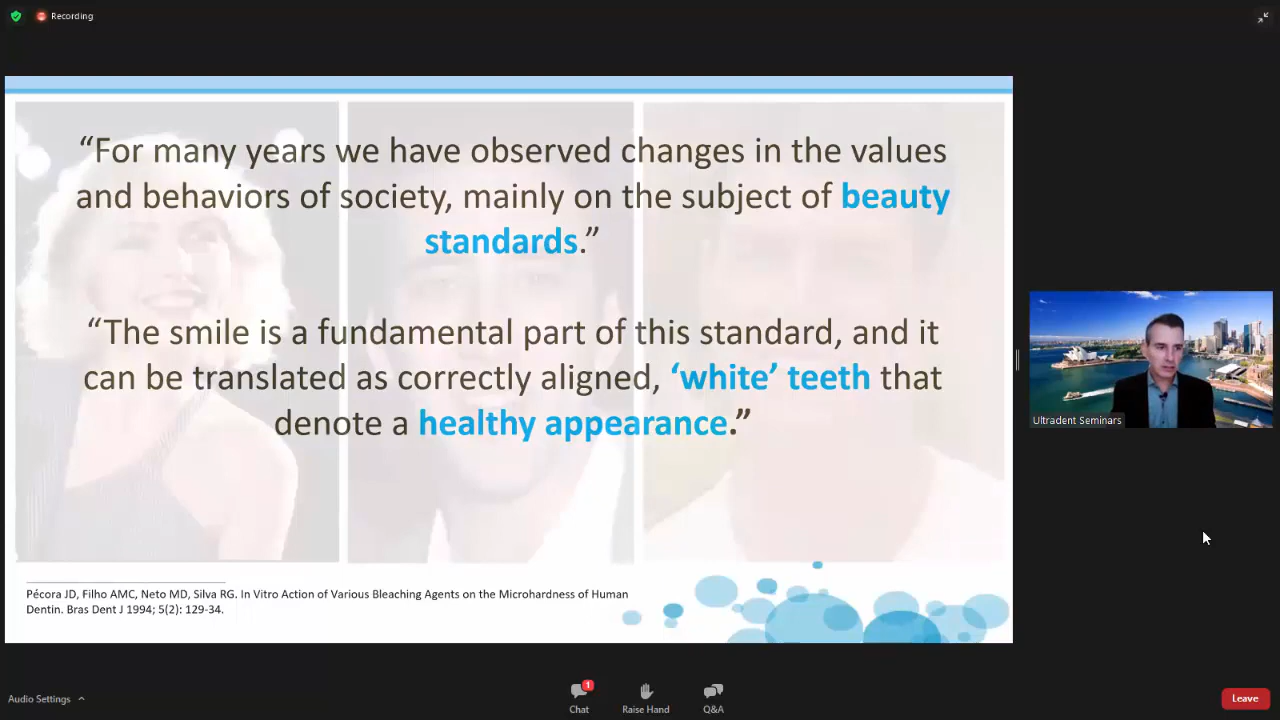 Recording
“For many years we have observed changes in the values
and behaviors of society, mainly on the subject of beauty
standards.”
“The smile is a fundamental part of this standard, and it
can be translated as correctly aligned, ‘white’ teeth that
denote a healthy appearance.”
Pécora JD, Filho AMC, Neto MD, Silva RG. In Vitro Action of Various Bleaching Agents on the Microhardness of Human
Dentin. Bras Dent J 1994; 5(2): 129-34.
Ultradent Seminars
Audio Settings
1
Chat
Raise Hand
Q&A
Leave